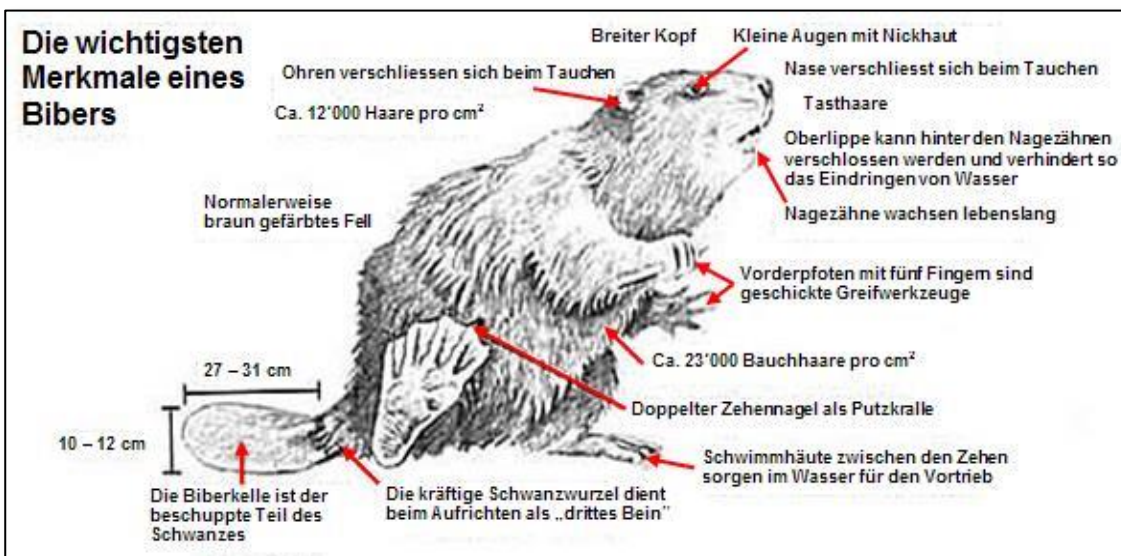 Die wichtigsten
Merkmale eines
Bibers
Breiter Kopf
Kleine Augen mit Nickhaut
Ohren verschliessen sich beim Tauchen
Nase verschliesst sich beim Tauchen
Ca. 12'000 Haare pro cm²
Tasthaare
Oberlippe kann hinter den Nagezähnen
verschlossen werden und verhindert so
das Eindringen von Wasser
Normalerweise
braun gefärbtes Fell
Nagezähne wachsen lebenslang
Vorderpfoten mit fünf Fingern sind
geschickte Greifwerkzeuge
Ca. 23'000 Bauchhaare pro cm²
27 – 31 cm
Doppelter Zehennagel als Putzkralle
10 – 12 cm
Schwimmhäute zwischen den Zehen
sorgen im Wasser für den Vortrieb
Die Biberkelle ist der
beschuppte Teil des
Schwanzes
Die kräftige Schwanzwurzel dient
beim Aufrichten als „drittes Bein"